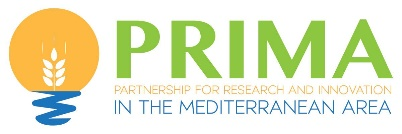 PRIMA
PARTNERSHIP FOR RESEARCH AND INNOVATION
IN THE MEDITERRANEAN AREA